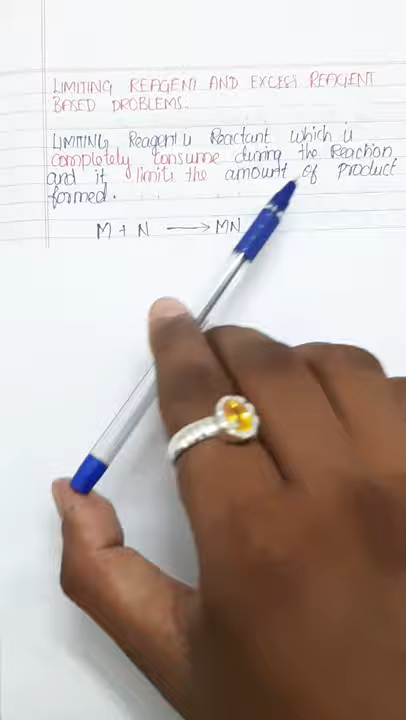 LIMITING REAGENT AND EXCESS REAGENT
BASED PROBLEMS.
LIMITING Reagent is Reactant which is
completely consume during the Reaction
and it limits the amount of product
formed.
M + N → MN